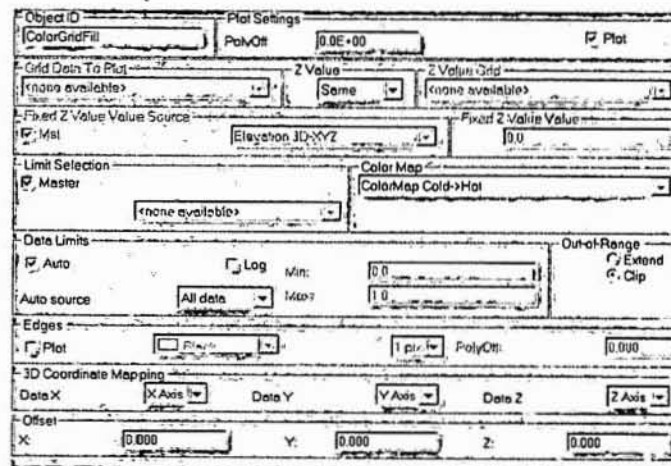 Object ID
Plot Settings
ColorGridFill
PolyOff
0.0E+00
Plot
Grid Data To Plot
Z Value
Z Value Grid
<none available>
Same
<none available>
Fixed Z Value Value Source
Fixed Z Value Value
Mst
Elevation 3D-XYZ
0.0
Limit Selection
Color Map
Master
ColorMap Cold->Hot
<none available>
Data Limits
Out-of-Range
Auto
Log
Min:
0.0
Extend
Clip
Auto source
All data
Max:
1.0
Edges
Plot
Black
1 pix
PolyOff:
0.000
3D Coordinate Mapping
Data X
X Axis
Data Y
Y Axis
Data Z
Z Axis
Offset
X:
0.000
Y:
0.000
Z:
0.000